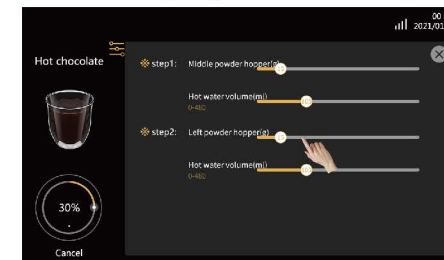 00
2021/01
Hot chocolate
step1: Middle powder hopper(g)
Hot water volume(ml)
0-480
step2: Left powder hopper(g)
Hot water volume(ml)
0-480
30%
Cancel